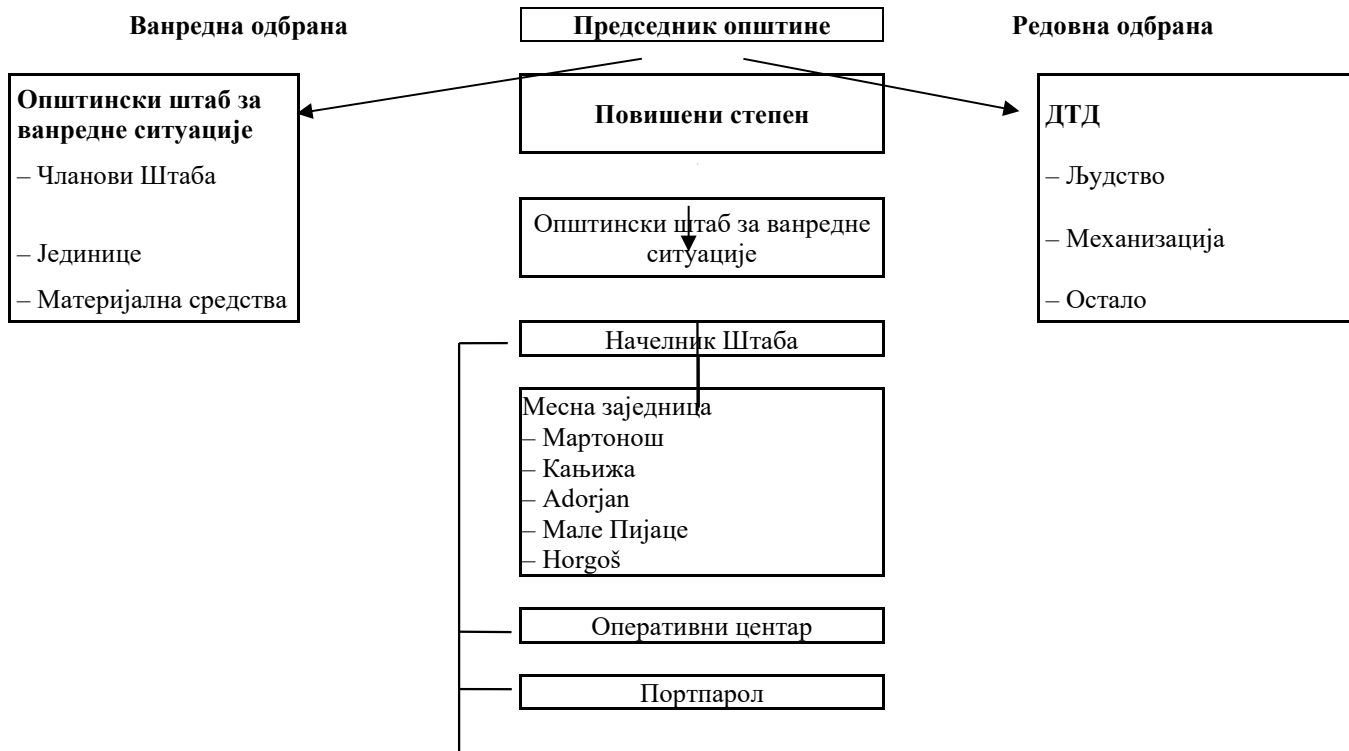 Ванредна одбрана
Председник општине
Редовна одбрана
Општински штаб за
ванредне ситуације
– Чланови Штаба
– Јединице
– Материјална средства
Повишени степен
ДТД
– Људство
– Механизација
– Остало
Општински штаб за ванредне
ситуације
Начелник Штаба
Месна заједница
– Мартонош
– Кањижа
– Adorjan
– Мале Пијаце
– Horgoš
Оперативни центар
Портпарол